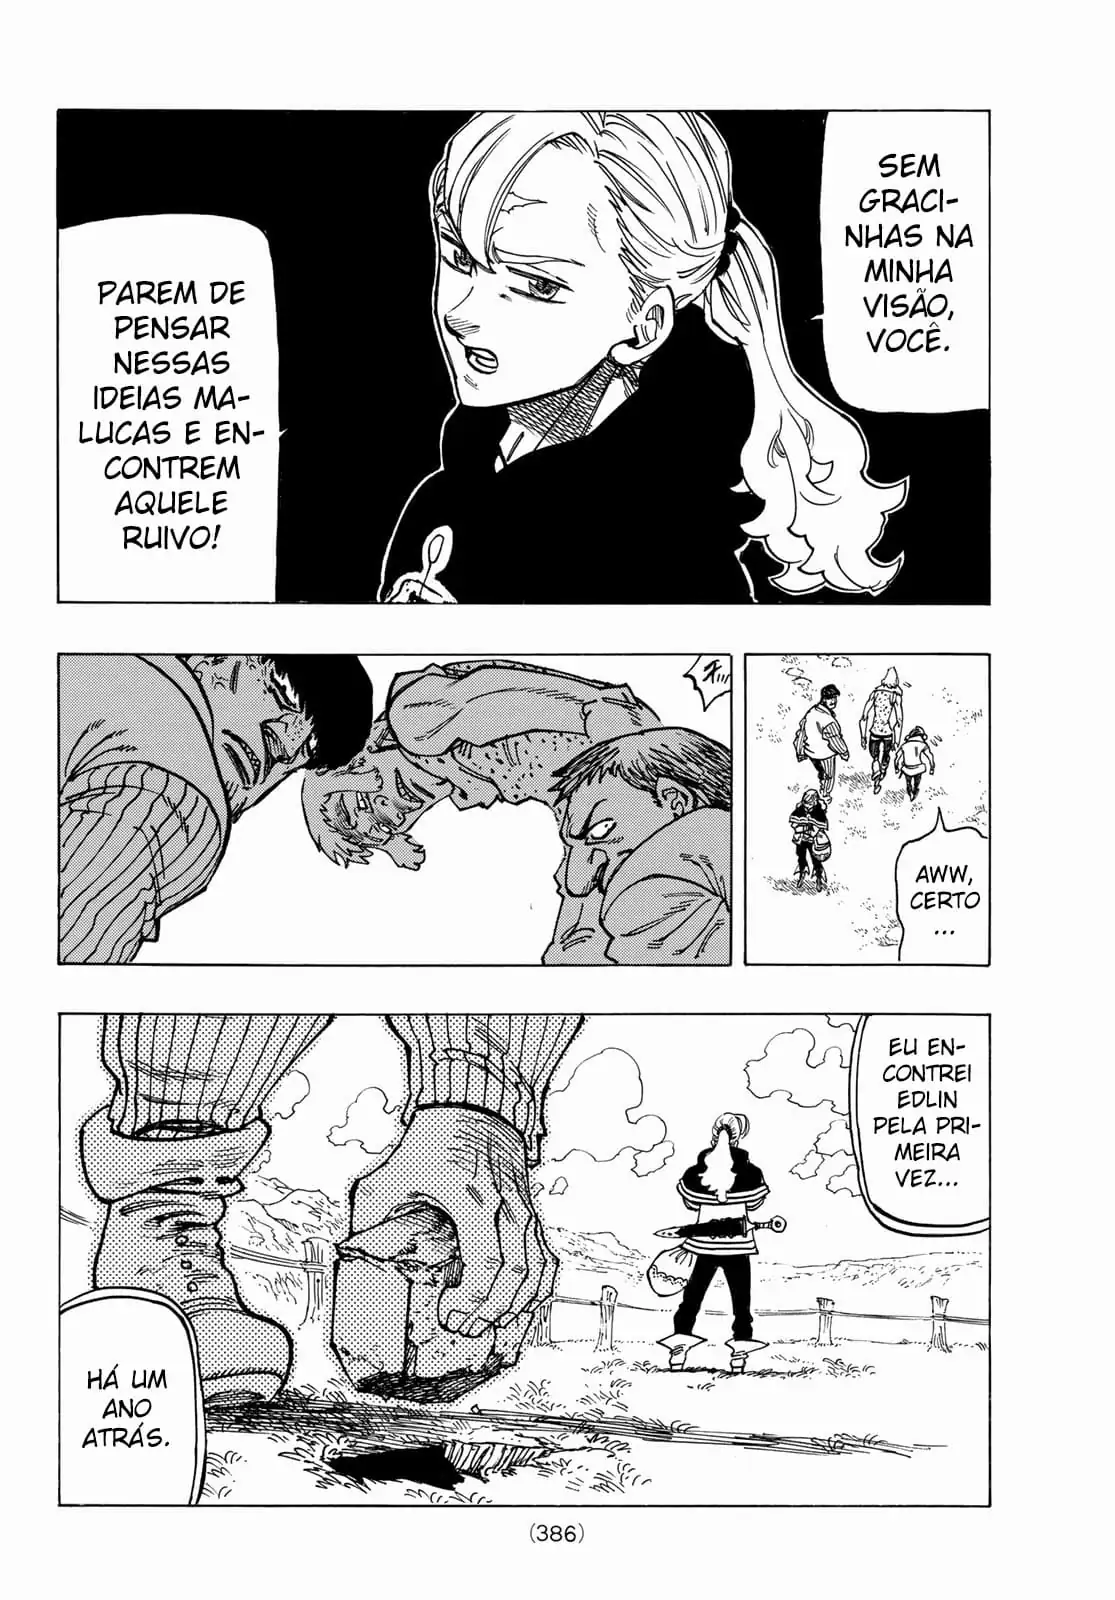 SEM
GRACI-
NHAS NA
MINHA
VISÃO,
VOCÊ.
PAREM DE
PENSAR
NESSAS
IDEIAS MA-
LUCAS E EN-
CONTREM
AQUELE
RUIVO!
AWW,
CERTO
...
EU EN-
CONTREI
EDLIN
PELA PRI-
MEIRA
VEZ...
HÁ UM
ANO
ATRÁS.
(386)